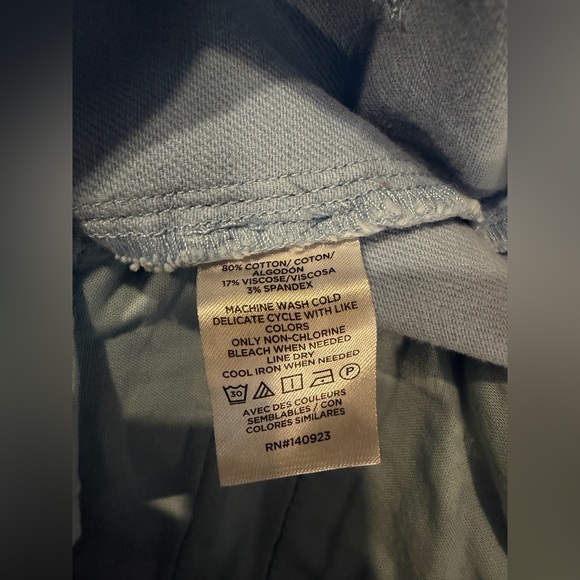 80% COTTON/ COTON/
ALGODÓN
17% VISCOSE/VISCOSA
3% SPANDEX
MACHINE WASH COLD
DELICATE CYCLE WITH LIKE
COLORS
ONLY NON-CHLORINE
BLEACH WHEN NEEDED
LINE DRY
COOL IRON WHEN NEEDED
30 P
AVEC DES COULEURS
SEMBLABLES / CON
COLORES SIMILARES
RN#140923